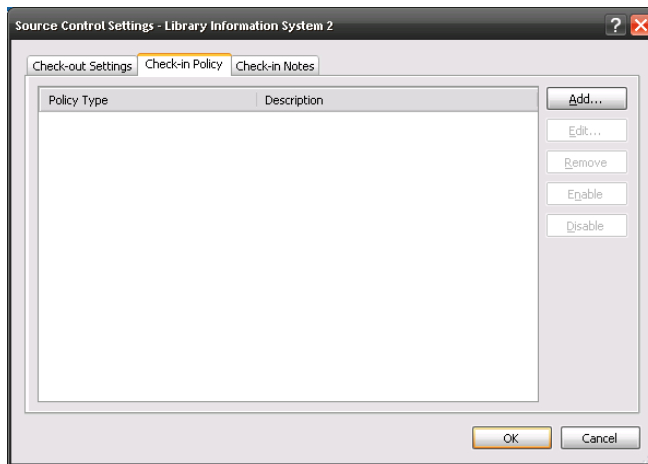 Source Control Settings - Library Information System 2
?
Check-out Settings Check-in Policy Check-in Notes
Policy Type Description
Add...
Edit...
Remove
Enable
Disable
OK Cancel